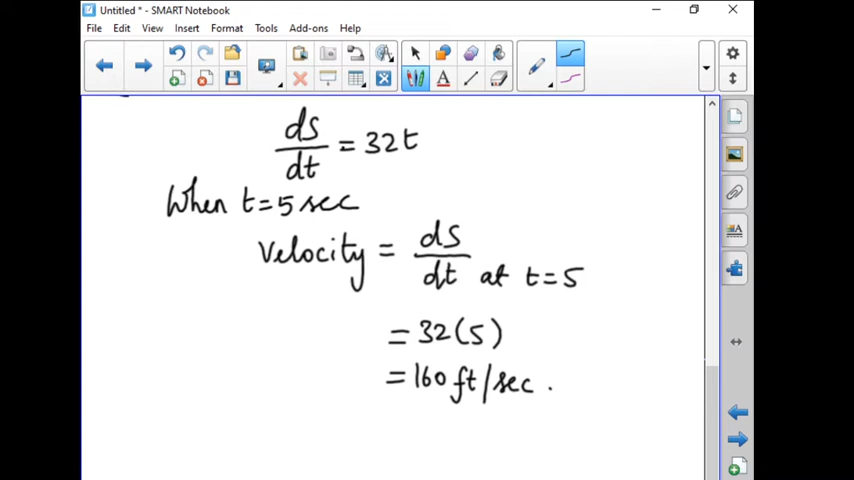 Untitled * - SMART Notebook
File Edit View Insert Format Tools Add-ons Help
ds/dt = 32t
When t=5 sec
Velocity = ds/dt at t=5
= 32(5)
= 160 ft/sec .